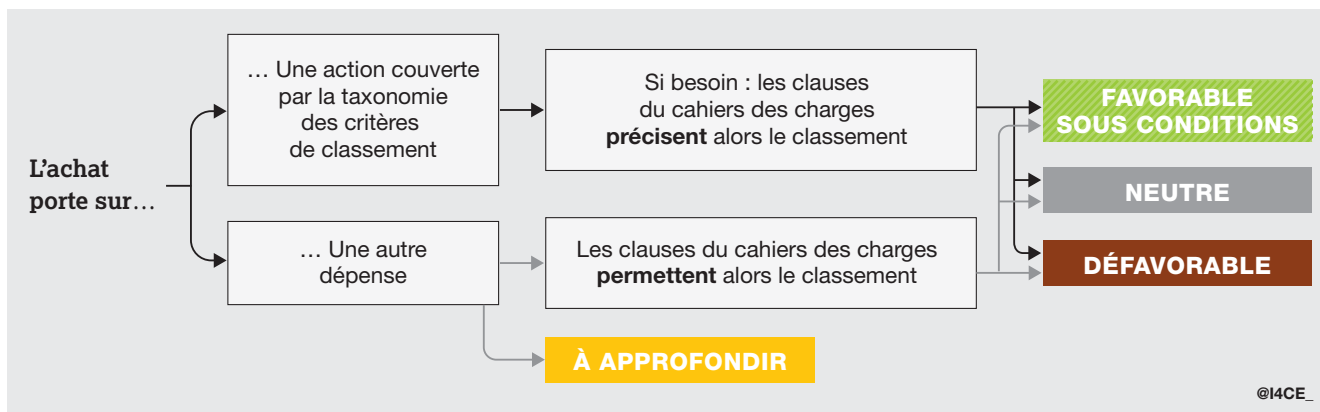 L'achat
porte sur…
… Une action couverte
par la taxonomie
des critères
de classement
Si besoin : les clauses
du cahiers des charges
précisent alors le classement
FAVORABLE
SOUS CONDITIONS
NEUTRE
… Une autre
dépense
Les clauses du cahiers des charges
permettent alors le classement
DÉFAVORABLE
À APPROFONDIR
@I4CE_